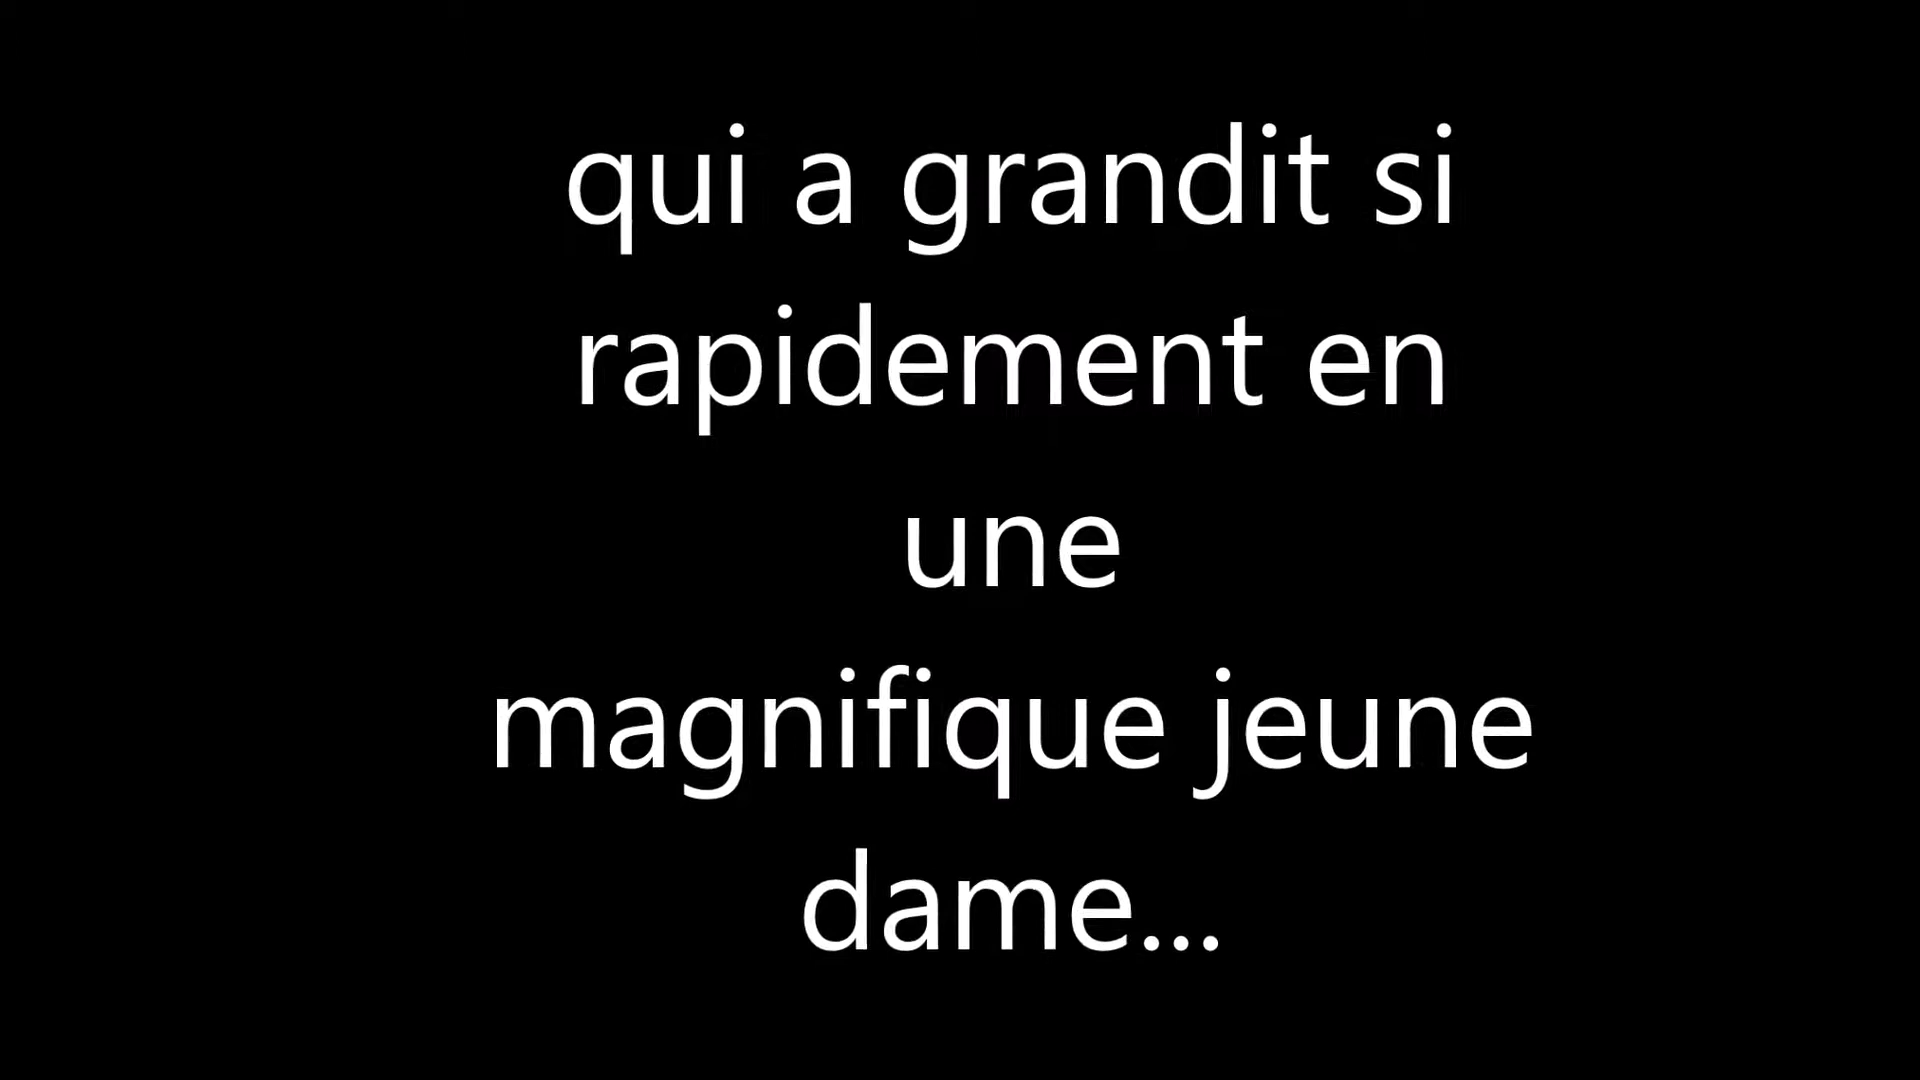 qui a grandit si
rapidement en
une
magnifique jeune
dame...